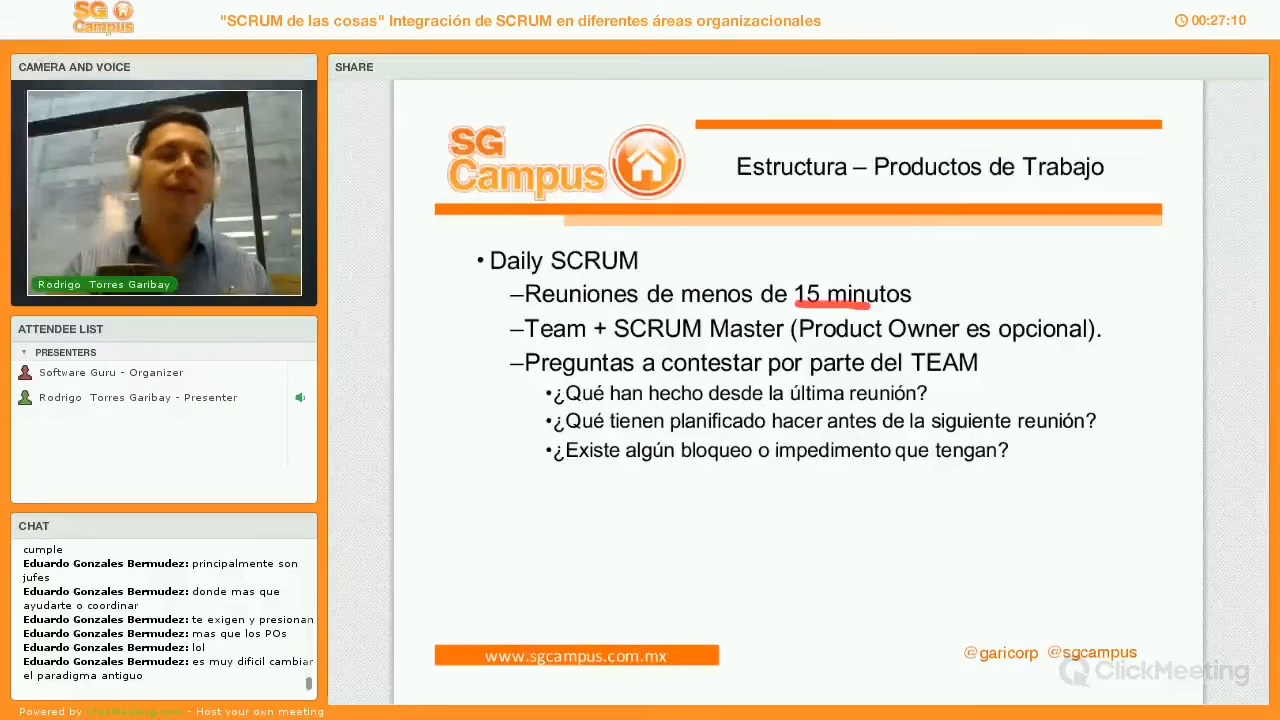 SG
Campus
"SCRUM de las cosas" Integración de SCRUM en diferentes áreas organizacionales
00:27:10
CAMERA AND VOICE
Rodrigo Torres Garibay
ATTENDEE LIST
PRESENTERS
Software Guru - Organizer
Rodrigo Torres Garibay - Presenter
CHAT
cumple
Eduardo Gonzales Bermudez: principalmente son
jufes
Eduardo Gonzales Bermudez: donde mas que
ayudarte o coordinar
Eduardo Gonzales Bermudez: te exigen y presionan
Eduardo Gonzales Bermudez: mas que los POs
Eduardo Gonzales Bermudez: lol
Eduardo Gonzales Bermudez: es muy dificil cambiar
el paradigma antiguo
Powered by ClickMeeting.com - Host your own meeting
SHARE
SG
Campus
Estructura – Productos de Trabajo
• Daily SCRUM
–Reuniones de menos de 15 minutos
–Team + SCRUM Master (Product Owner es opcional).
–Preguntas a contestar por parte del TEAM
•¿Qué han hecho desde la última reunión?
•¿Qué tienen planificado hacer antes de la siguiente reunión?
•¿Existe algún bloqueo o impedimento que tengan?
www.sgcampus.com.mx
@garicorp @sgcampus
ClickMeeting